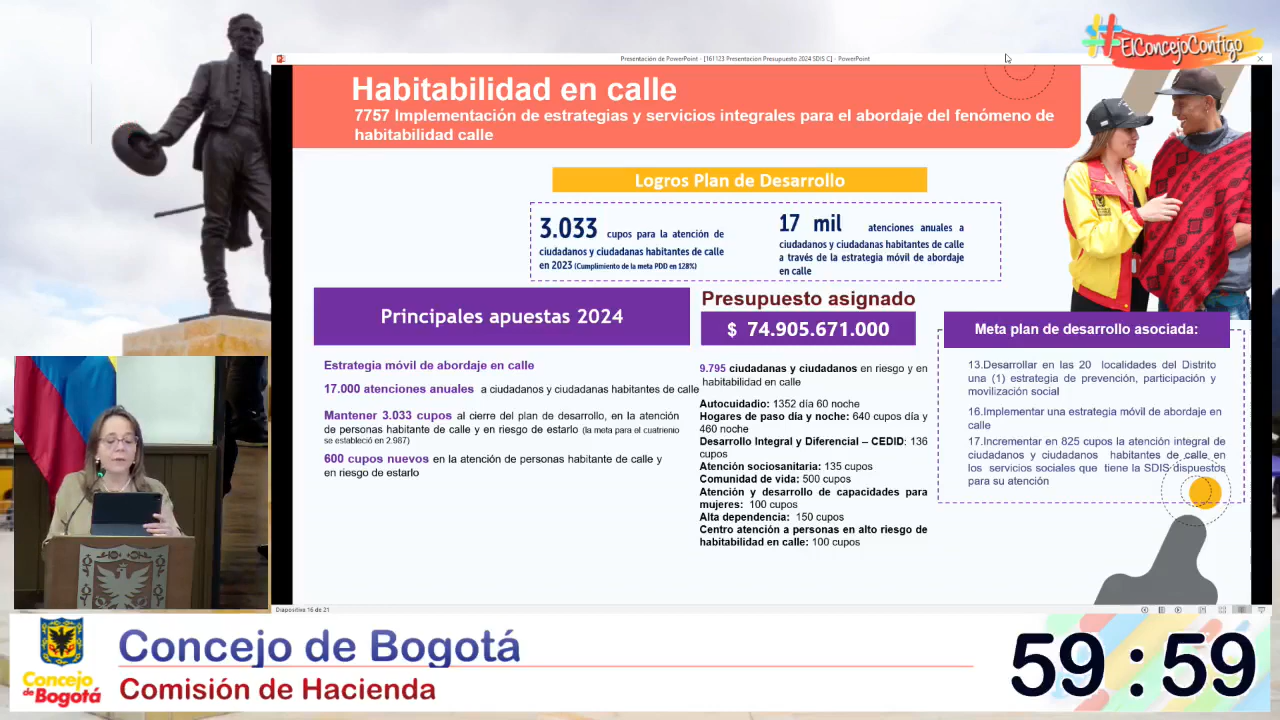 #ElConcejoContigo
Presentación de PowerPoint - [161123 Presentacion Presupuesto 2024 SDIS C] - PowerPoint
Habitabilidad en calle
7757 Implementación de estrategias y servicios integrales para el abordaje del fenómeno de
habitabilidad calle
Logros Plan de Desarrollo
3.033 cupos para la atención de
ciudadanos y ciudadanas habitantes de calle
en 2023 (Cumplimiento de la meta PDD en 128%)
17 mil atenciones anuales a
ciudadanos y ciudadanas habitantes de calle
a través de la estrategia móvil de abordaje
en calle
Principales apuestas 2024
Estrategia móvil de abordaje en calle
17.000 atenciones anuales a ciudadanos y ciudadanas habitantes de calle
Mantener 3.033 cupos al cierre del plan de desarrollo, en la atención
de personas habitante de calle y en riesgo de estarlo (la meta para el cuatrienio
se estableció en 2.987)
600 cupos nuevos en la atención de personas habitante de calle y
en riesgo de estarlo
Presupuesto asignado
$ 74.905.671.000
9.795 ciudadanas y ciudadanos en riesgo y en
habitabilidad en calle
Autocuidadio: 1352 día 60 noche
Hogares de paso día y noche: 640 cupos día y
460 noche
Desarrollo Integral y Diferencial – CEDID: 136
cupos
Atención sociosanitaria: 135 cupos
Comunidad de vida: 500 cupos
Atención y desarrollo de capacidades para
mujeres: 100 cupos
Alta dependencia: 150 cupos
Centro atención a personas en alto riesgo de
habitabilidad en calle: 100 cupos
Meta plan de desarrollo asociada:
13.Desarrollar en las 20 localidades del Distrito
una (1) estrategia de prevención, participación y
movilización social
16.Implementar una estrategia móvil de abordaje en
calle
17.Incrementar en 825 cupos la atención integral de
ciudadanos y ciudadanos habitantes de calle en
los servicios sociales que tiene la SDIS dispuestos
para su atención
Diapositiva 16 de 21
Concejo
de Bogotá
Concejo de Bogotá
Comisión de Hacienda
59:59